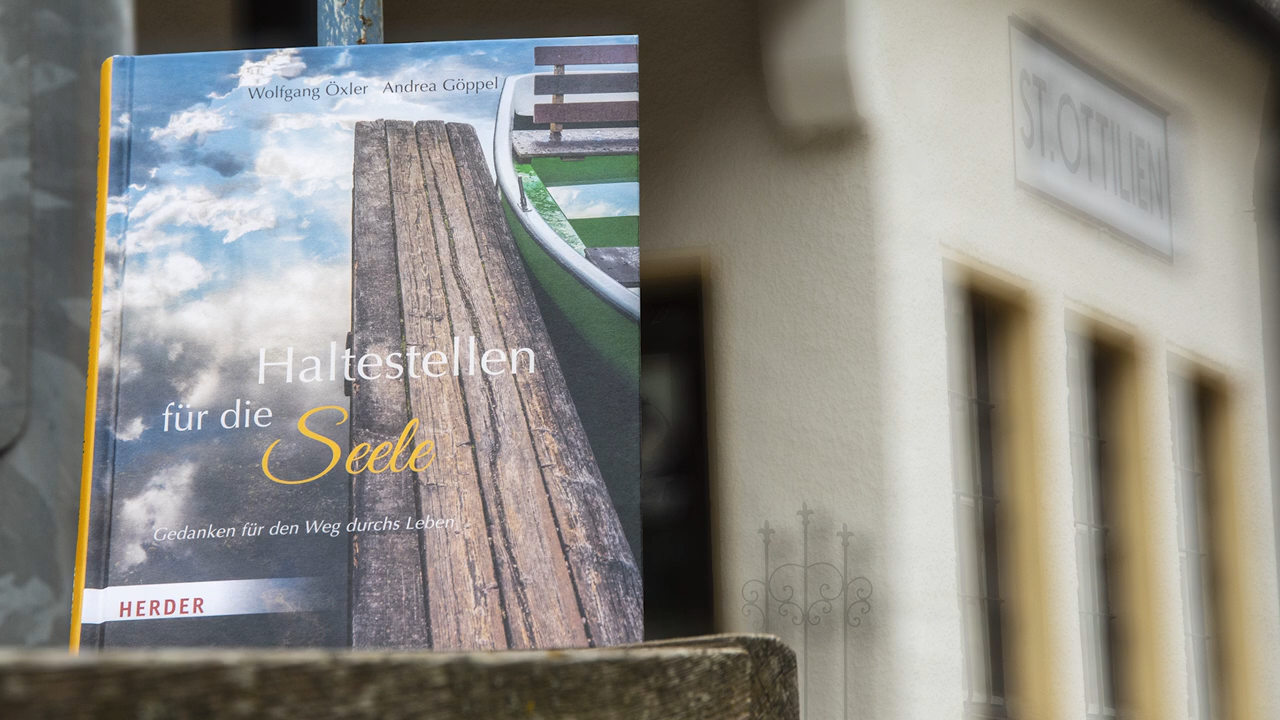 Wolfgang Öxler Andrea Göppel
Haltestellen
für die
Seele
Gedanken für den Weg durchs Leben
HERDER
ST. OTTILIEN